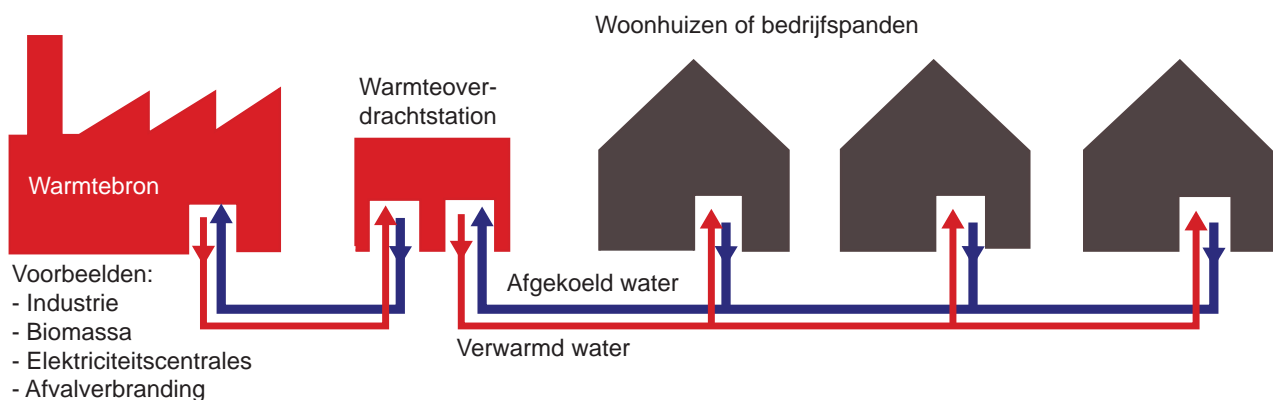 Woonhuizen of bedrijfspanden
Warmteover-
drachtstation
Warmtebron
Voorbeelden:
- Industrie
- Biomassa
- Elektriciteitscentrales
- Afvalverbranding
Afgekoeld water
Verwarmd water